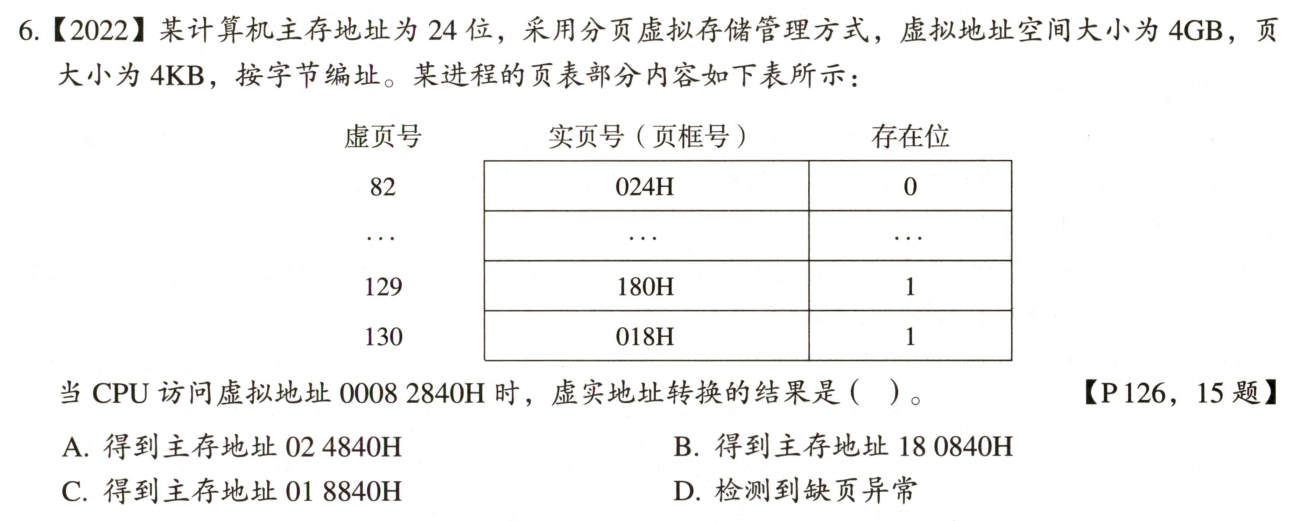 6.【2022】某计算机主存地址为 24 位，采用分页虚拟存储管理方式，虚拟地址空间大小为 4GB，页
大小为 4KB，按字节编址。某进程的页表部分内容如下表所示：
虚页号 实页号（页框号） 存在位
82 024H 0
… … …
129 180H 1
130 018H 1
当 CPU 访问虚拟地址 0008 2840H 时，虚实地址转换的结果是（ ）。 【P126，15 题】
A. 得到主存地址 02 4840H B. 得到主存地址 18 0840H
C. 得到主存地址 01 8840H D. 检测到缺页异常